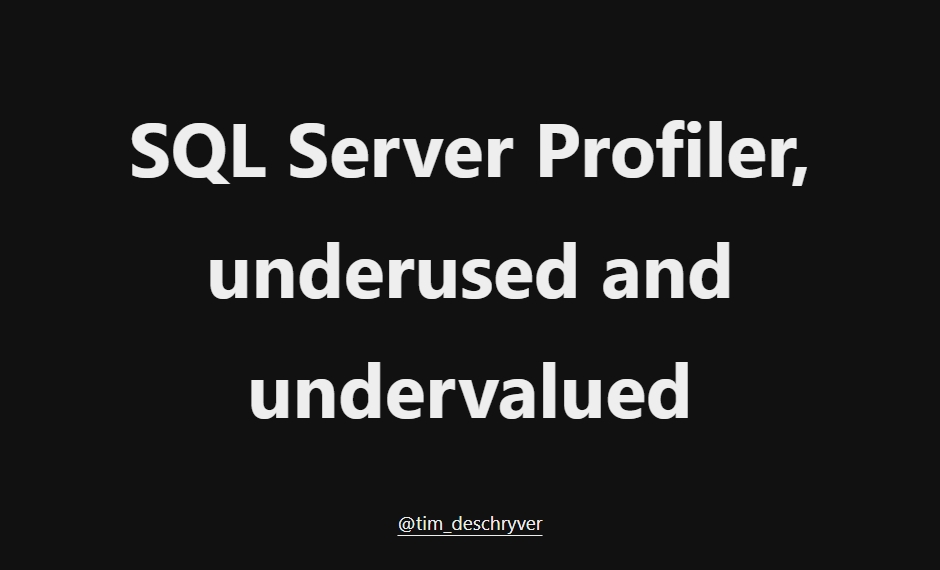 SQL Server Profiler,
underused and
undervalued
@tim_deschryver